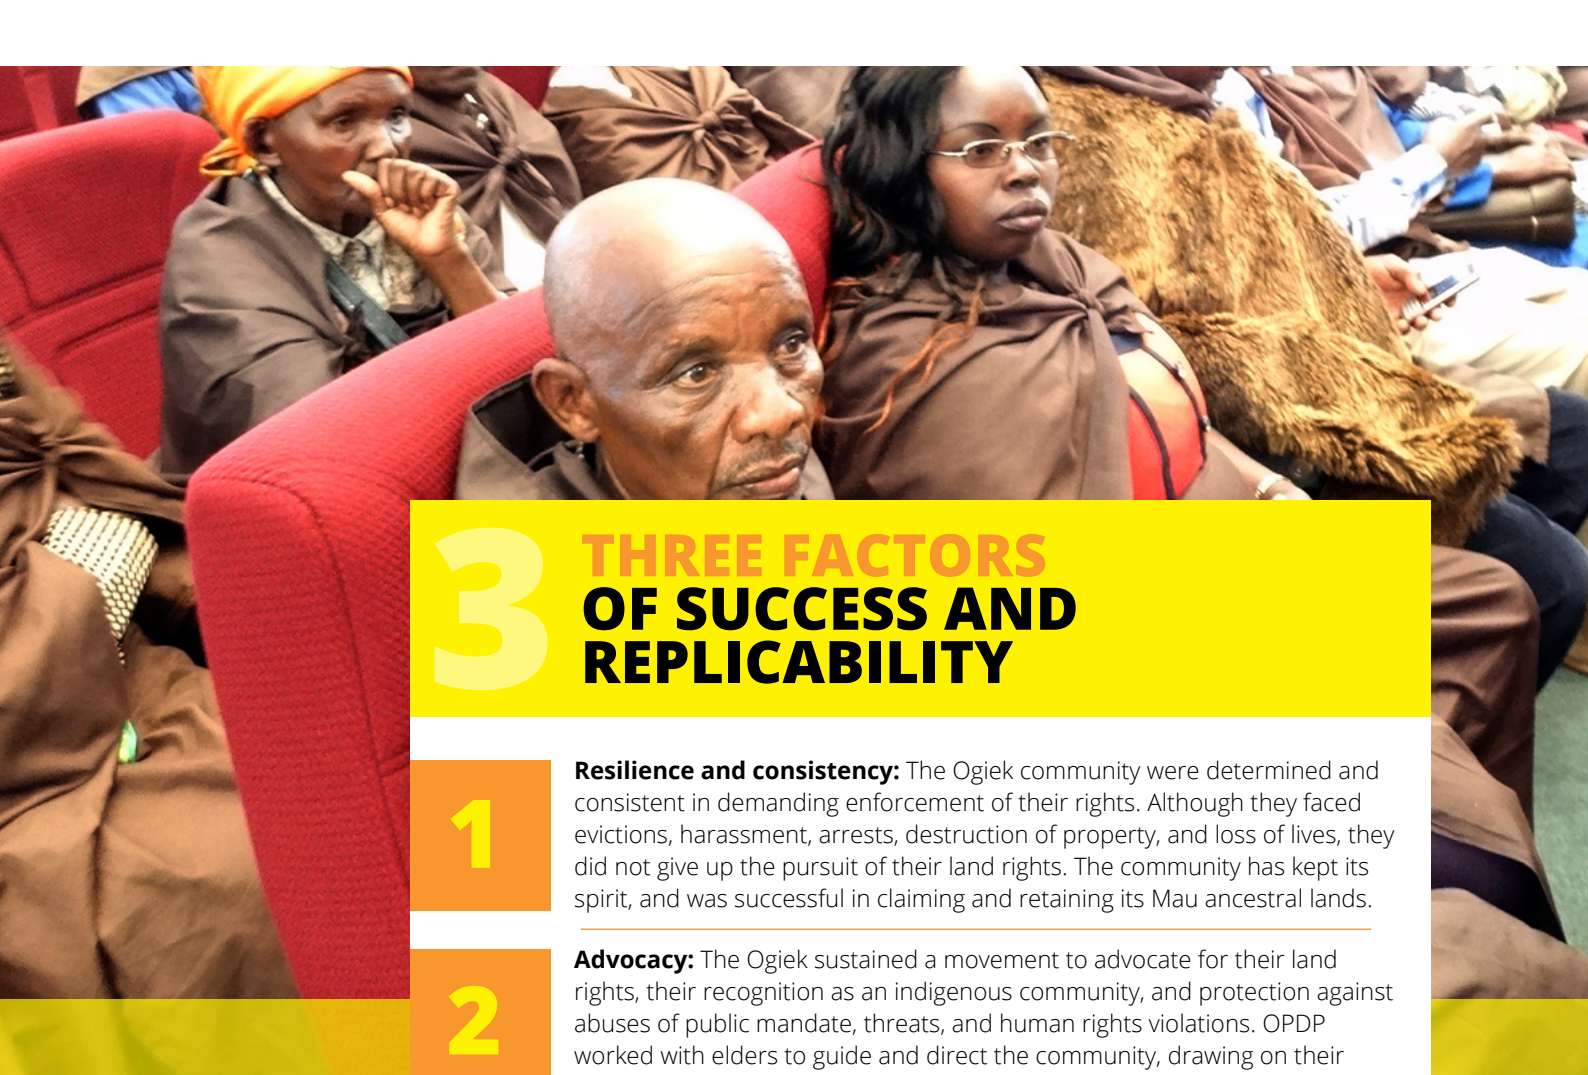 3
THREE FACTORS
OF SUCCESS AND
REPLICABILITY
1
Resilience and consistency: The Ogiek community were determined and
consistent in demanding enforcement of their rights. Although they faced
evictions, harassment, arrests, destruction of property, and loss of lives, they
did not give up the pursuit of their land rights. The community has kept its
spirit, and was successful in claiming and retaining its Mau ancestral lands.
2
Advocacy: The Ogiek sustained a movement to advocate for their land
rights, their recognition as an indigenous community, and protection against
abuses of public mandate, threats, and human rights violations. OPDP
worked with elders to guide and direct the community, drawing on their